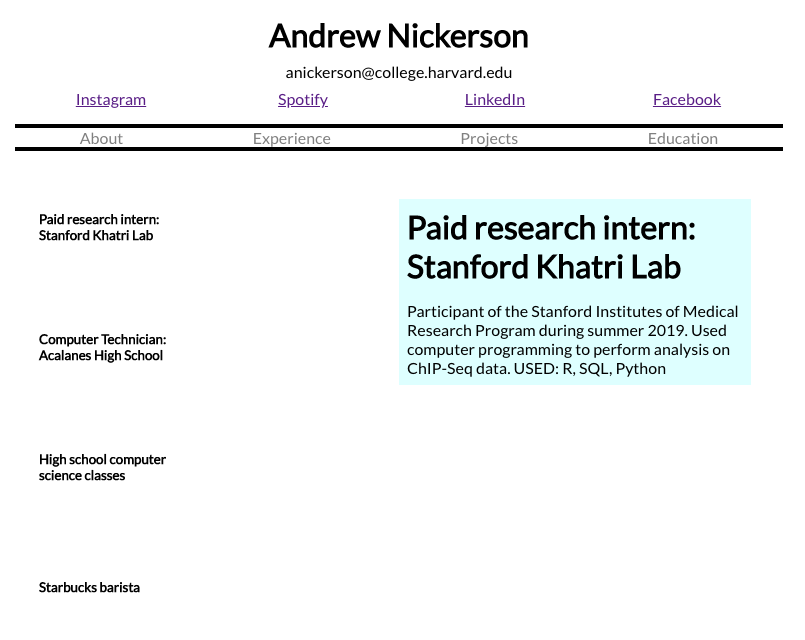 Andrew Nickerson
anickerson@college.harvard.edu
Instagram Spotify LinkedIn Facebook
About Experience Projects Education
Paid research intern:
Stanford Khatri Lab
Computer Technician:
Acalanes High School
High school computer
science classes
Starbucks barista
Paid research intern:
Stanford Khatri Lab
Participant of the Stanford Institutes of Medical
Research Program during summer 2019. Used
computer programming to perform analysis on
ChIP-Seq data. USED: R, SQL, Python